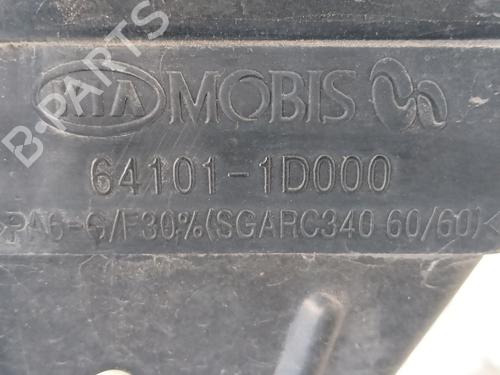 KIA MOBIS
64101-1D000
>PA6-G/F30%(SGARC340 60/60)<
B-PARTS